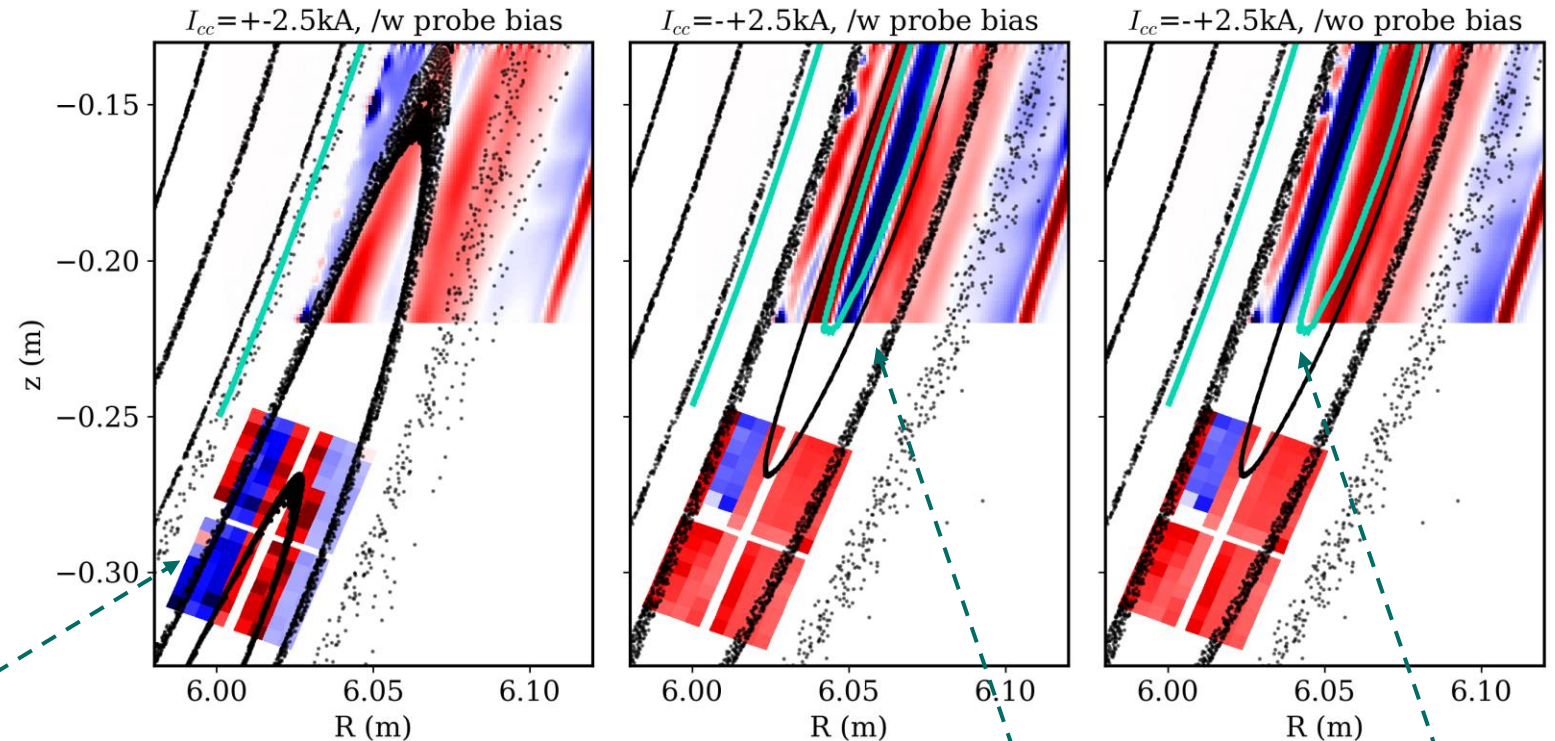 I_cc=+-2.5kA, /w probe bias
I_cc=-+2.5kA, /w probe bias
I_cc=-+2.5kA, /wo probe bias
z (m)
−0.15
−0.20
−0.25
−0.30
6.00 6.05 6.10
6.00 6.05 6.10
6.00 6.05 6.10
R (m)
R (m)
R (m)